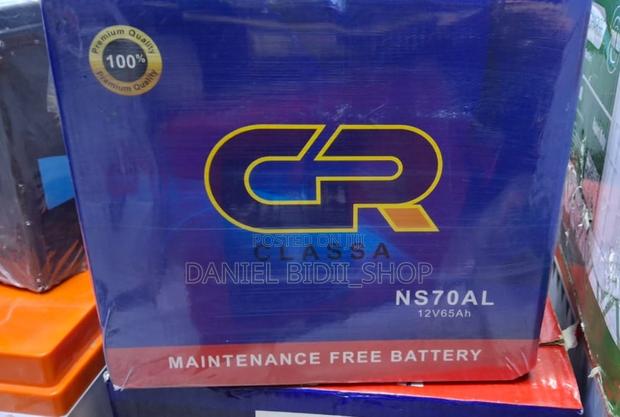 Premium Quality
100%
Premium Quality
CR
CLASSA
POSTED ON JIJI
DANIEL BIDII_SHOP
NS70AL
12V65Ah
MAINTENANCE FREE BATTERY